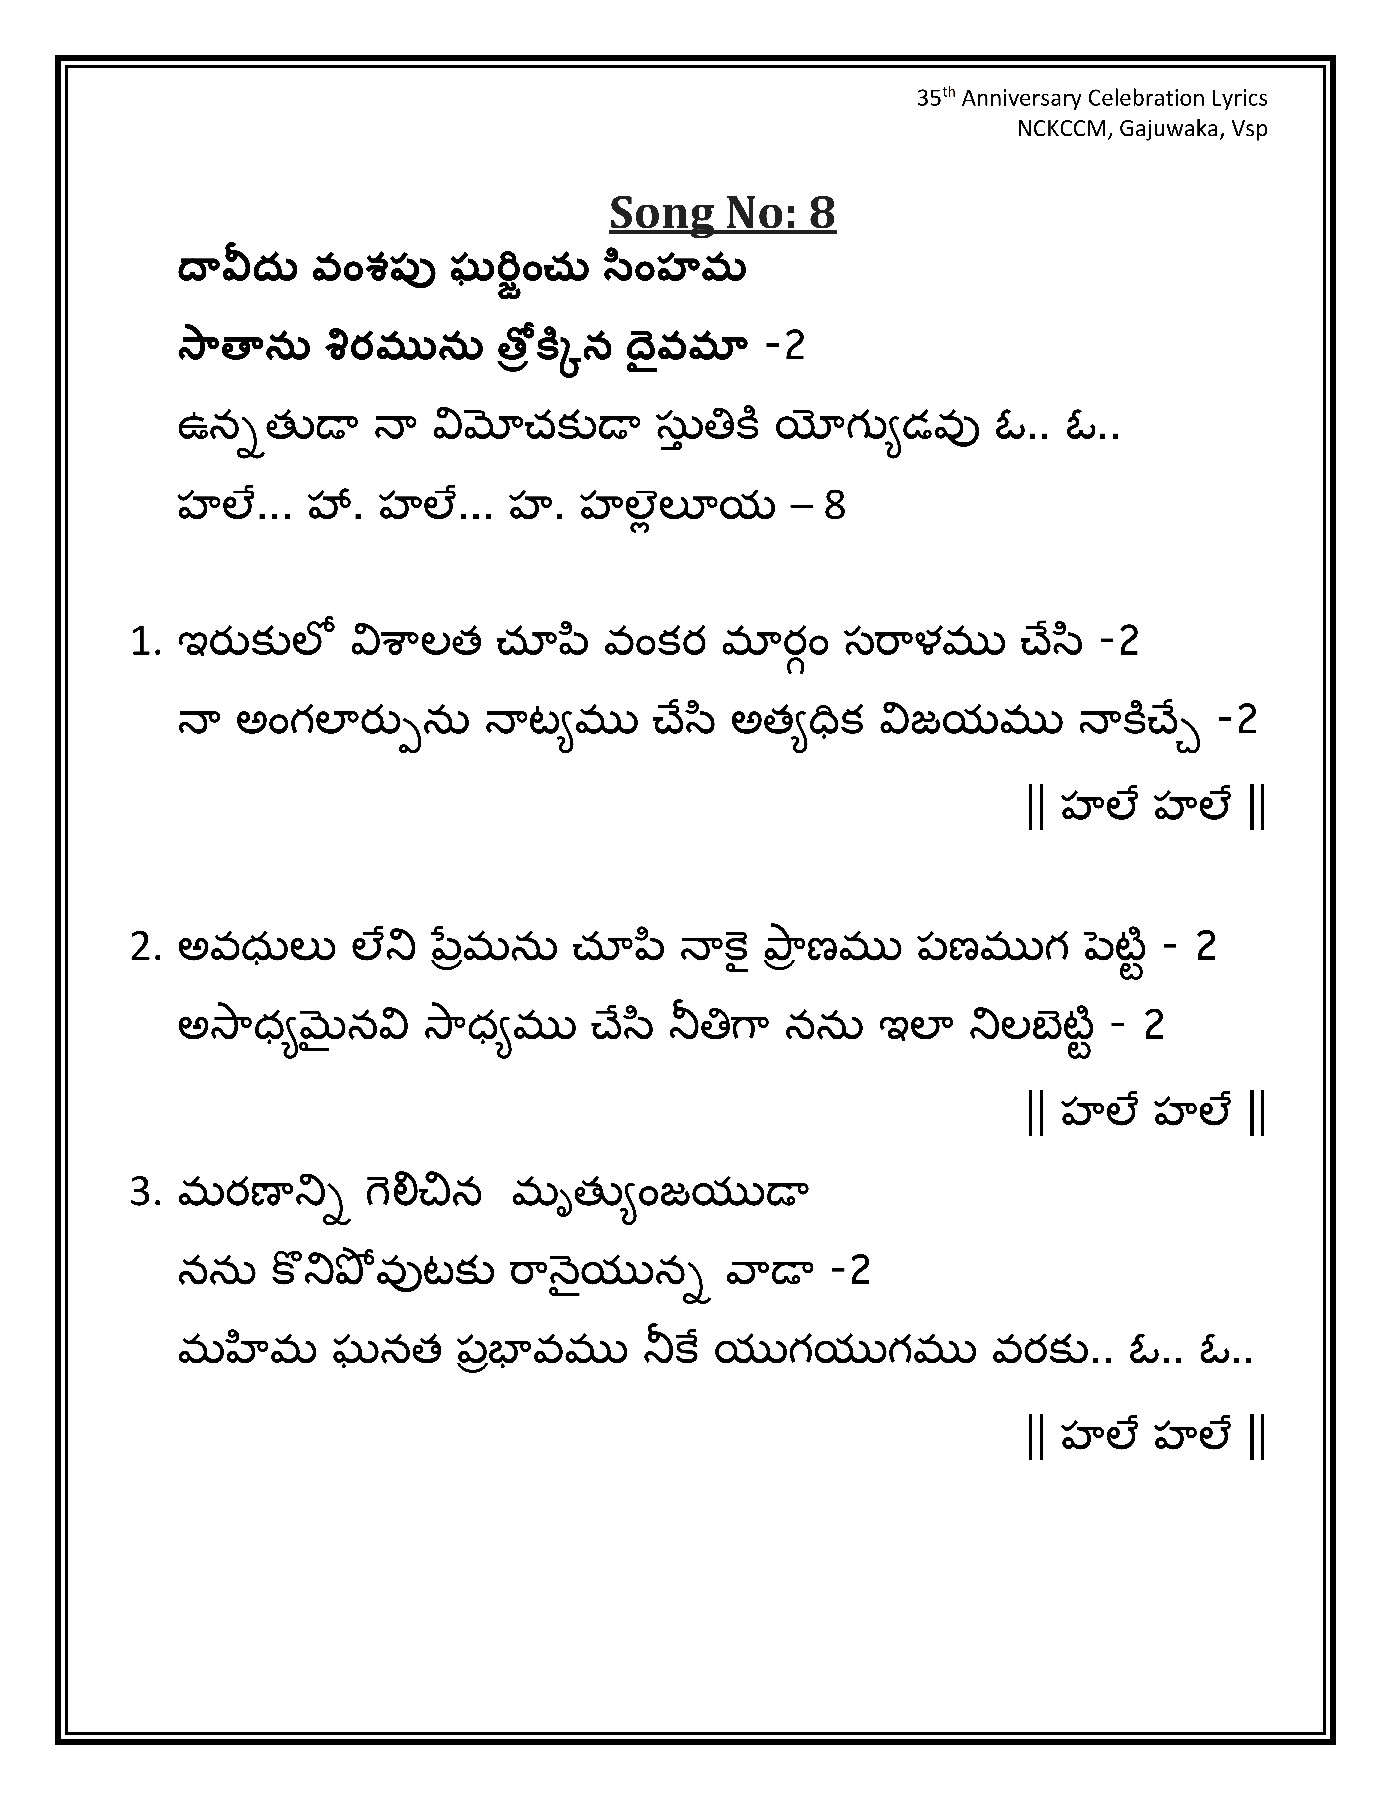 35th Anniversary Celebration Lyrics
NCKCCM, Gajuwaka, Vsp
Song No: 8
దావీదు వంశపు ఘర్జించు సింహమ
సాతాను శిరమును త్రోక్కిన దైవమా -2
ఉన్నతుడా నా విమోచకుడా స్తుతికి యోగ్యుడవు ఓ.. ఓ..
హలే... హా. హలే... హ. హల్లెలూయ – 8
1. ఇరుకులో విశాలత చూపి వంకర మార్గం సరాళము చేసి -2
నా అంగలార్పును నాట్యము చేసి అత్యధిక విజయము నాకిచ్చే -2
|| హలే హలే ||
2. అవధులు లేని ప్రేమను చూపి నాకై ప్రాణము పణముగ పెట్టి - 2
అసాధ్యమైనవి సాధ్యము చేసి నీతిగా నను ఇలా నిలబెట్టి - 2
|| హలే హలే ||
3. మరణాన్ని గెలిచిన మృత్యుంజయుడా
నను కొనిపోవుటకు రానైయున్న వాడా -2
మహిమ ఘనత ప్రభావము నీకే యుగయుగము వరకు.. ఓ.. ఓ..
|| హలే హలే ||